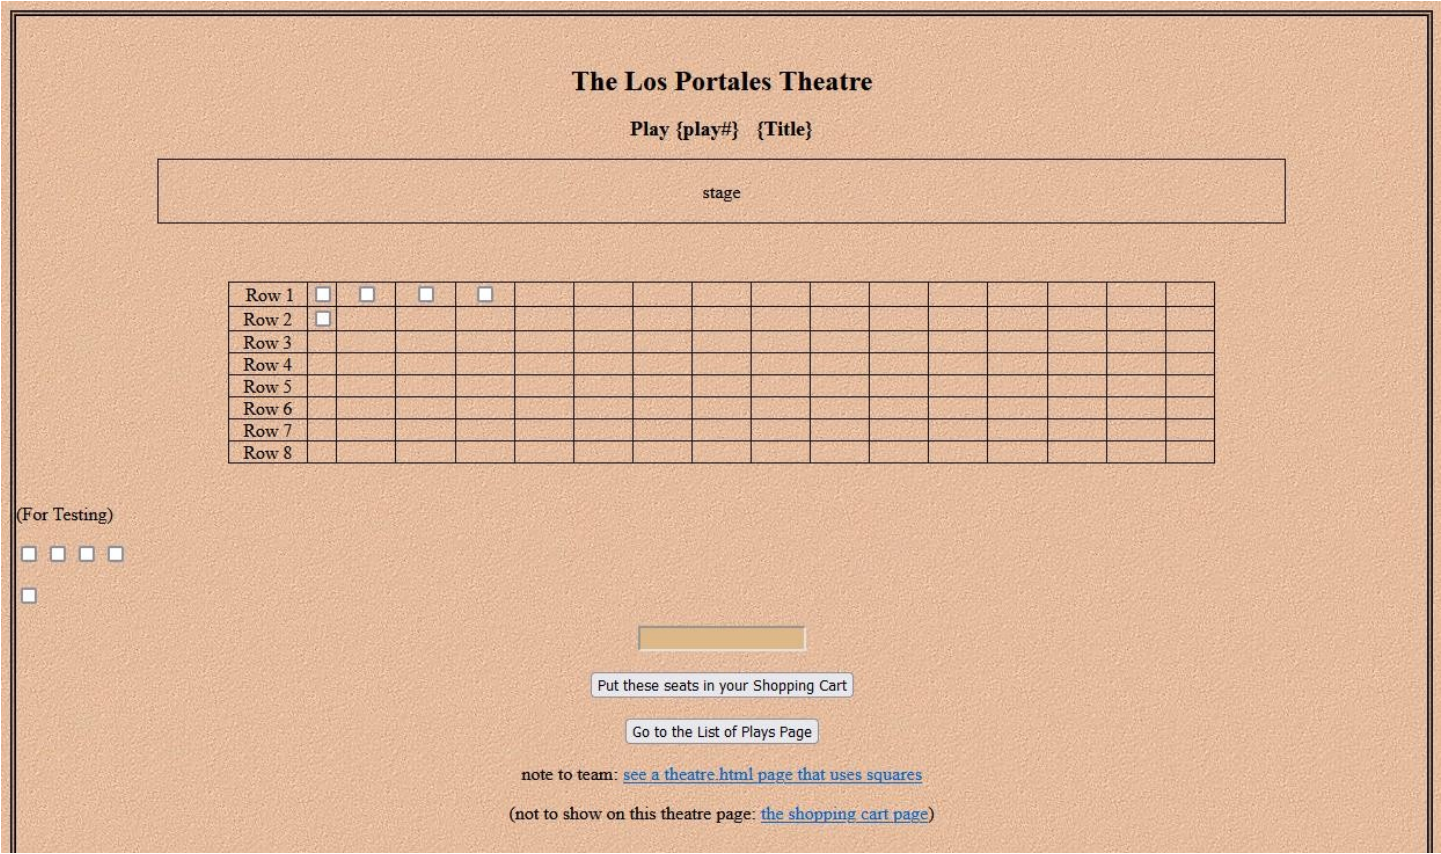 The Los Portales Theatre
Play {play#} {Title}
stage
Row 1
Row 2
Row 3
Row 4
Row 5
Row 6
Row 7
Row 8
(For Testing)
Put these seats in your Shopping Cart
Go to the List of Plays Page
note to team: see a theatre.html page that uses squares
(not to show on this theatre page: the shopping cart page)